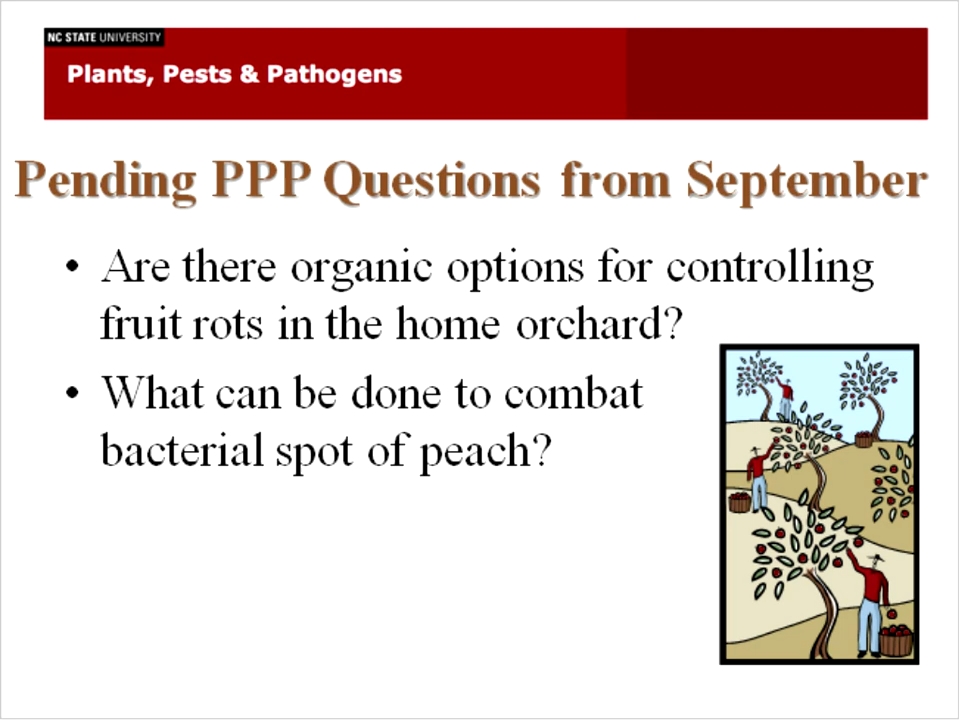 NC STATE UNIVERSITY
Plants, Pests & Pathogens
Pending PPP Questions from September
• Are there organic options for controlling
fruit rots in the home orchard?
• What can be done to combat
bacterial spot of peach?